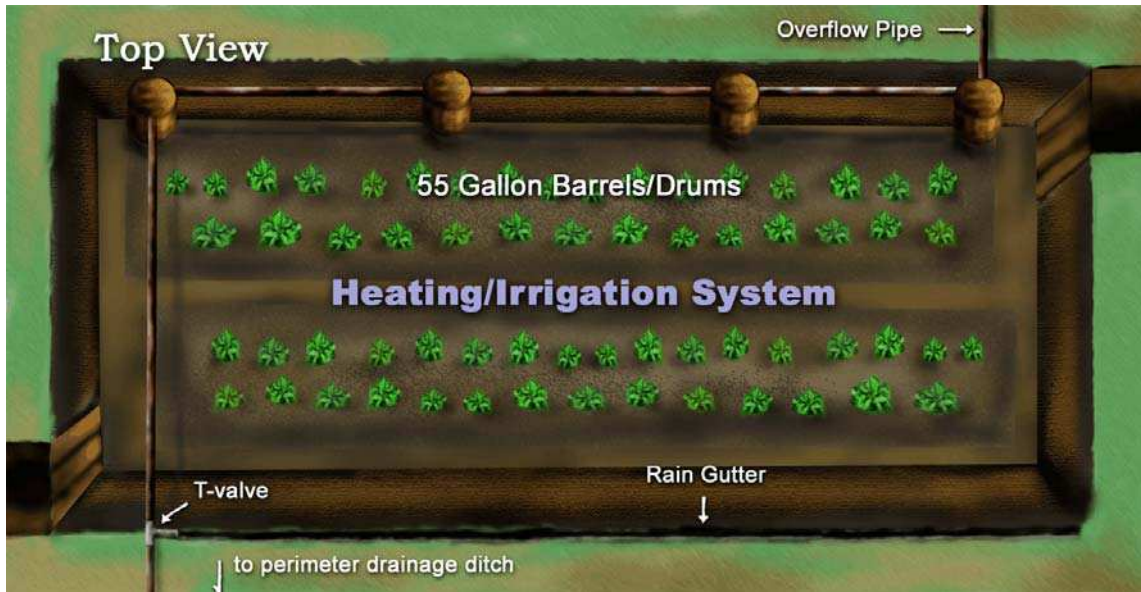 Top View
Overflow Pipe
55 Gallon Barrels/Drums
Heating/Irrigation System
Rain Gutter
T-valve
to perimeter drainage ditch